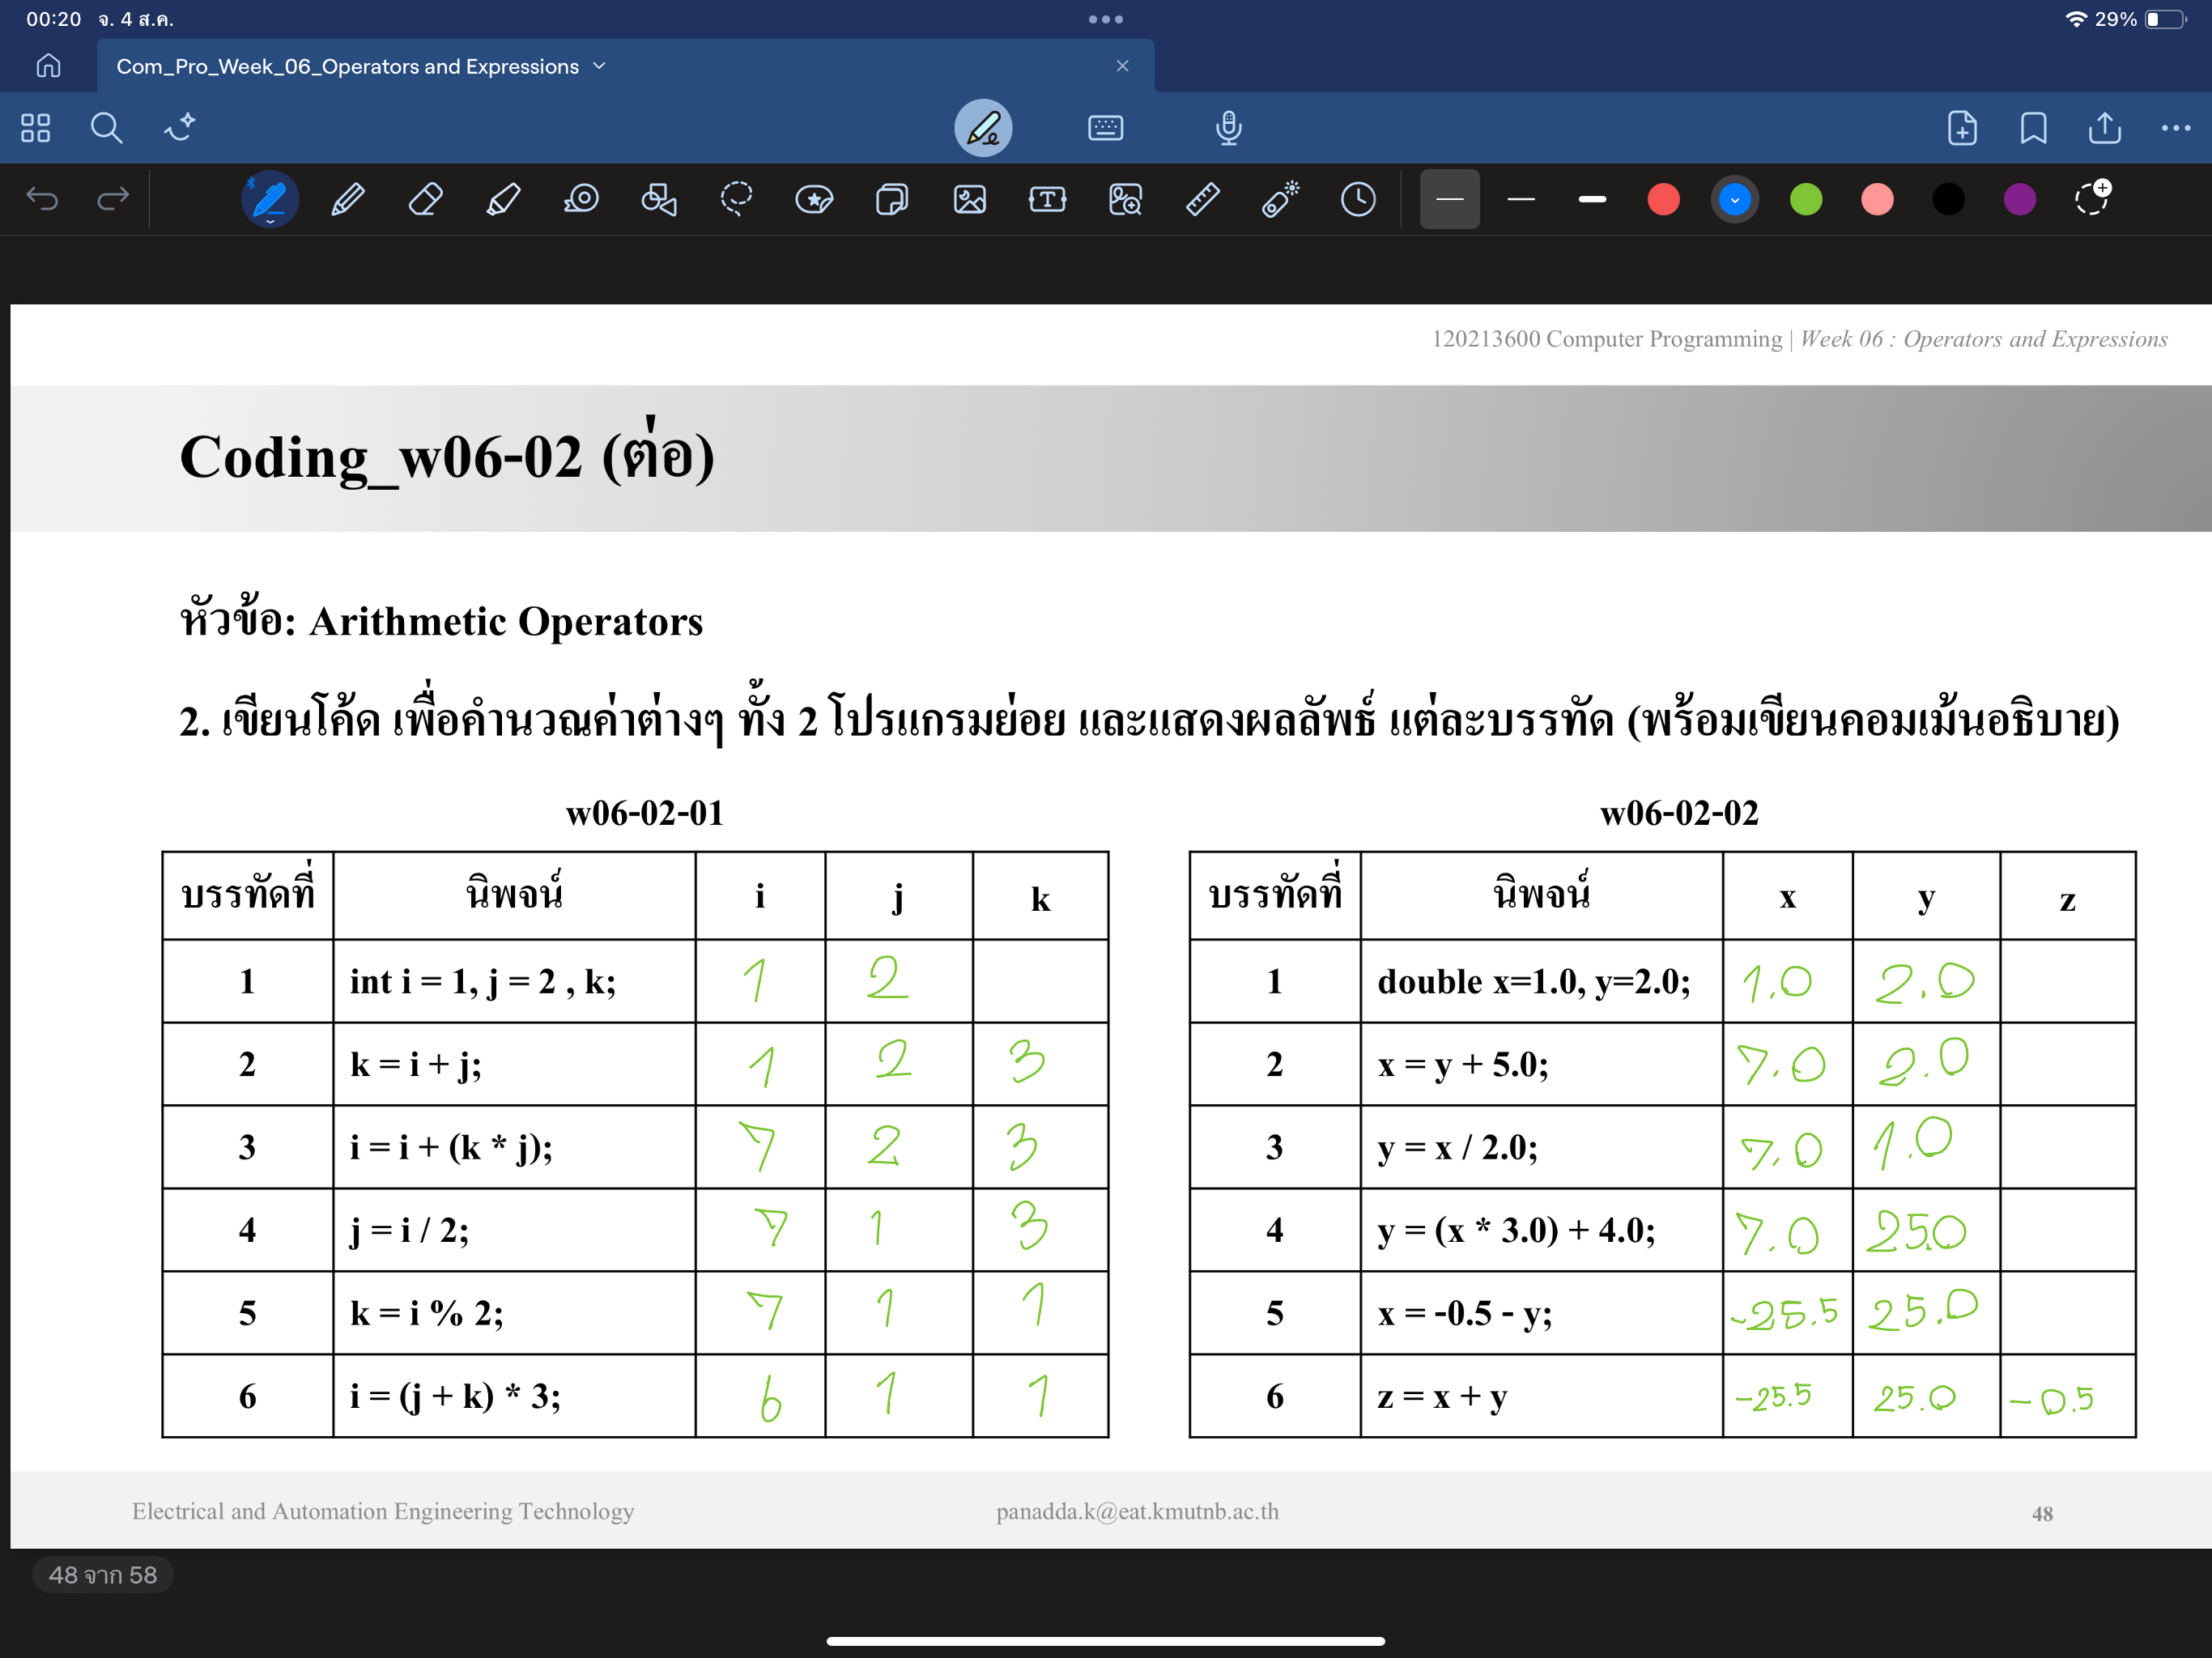 00:20 จ. 4 ส.ค.
29%
Com_Pro_Week_06_Operators and Expressions
120213600 Computer Programming | Week 06 : Operators and Expressions
Coding_w06-02 (ต่อ)
หัวข้อ: Arithmetic Operators
2. เขียนโค้ด เพื่อคำนวณค่าต่างๆ ทั้ง 2 โปรแกรมย่อย และแสดงผลลัพธ์ แต่ละบรรทัด (พร้อมเขียนคอมเม้นอธิบาย)
w06-02-01
บรรทัดที่ นิพจน์ i j k
1 int i = 1, j = 2 , k; 1 2
2 k = i + j; 1 2 3
3 i = i + (k * j); 7 2 3
4 j = i / 2; 7 1 3
5 k = i % 2; 7 1 1
6 i = (j + k) * 3; 6 1 1
w06-02-02
บรรทัดที่ นิพจน์ x y z
1 double x=1.0, y=2.0; 1.0 2.0
2 x = y + 5.0; 7.0 2.0
3 y = x / 2.0; 7.0 1.0
4 y = (x * 3.0) + 4.0; 7.0 25.0
5 x = -0.5 - y; -25.5 25.0
6 z = x + y -25.5 25.0 -0.5
Electrical and Automation Engineering Technology
panadda.k@eat.kmutnb.ac.th
48
48 จาก 58